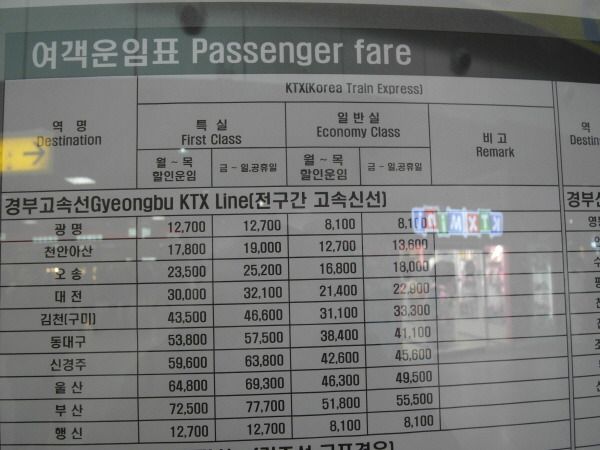 여객운임표 Passenger fare
KTX(Korea Train Express)
역 명 Destination
특 실 First Class
일 반 실 Economy Class
비 고 Remark
월 ~ 목 할인운임
금 ~ 일,공휴일
월 ~ 목 할인운임
금 ~ 일,공휴일
경부고속선Gyeongbu KTX Line(전구간 고속신선)
광 명 12,700 12,700 8,100 8,100
천안아산 17,800 19,000 12,700 13,600
오 송 23,500 25,200 16,800 18,000
대 전 30,000 32,100 21,400 22,900
김천(구미) 43,500 46,600 31,100 33,300
동대구 53,800 57,500 38,400 41,100
신경주 59,600 63,800 42,600 45,600
울 산 64,800 69,300 46,300 49,500
부 산 72,500 77,700 51,800 55,500
행 신 12,700 12,700 8,100 8,100